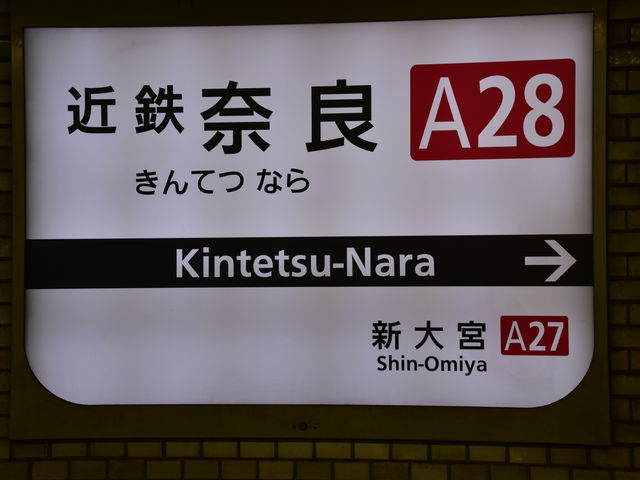 近鉄奈良 A28
きんてつ なら
Kintetsu-Nara →
新大宮 A27
Shin-Omiya